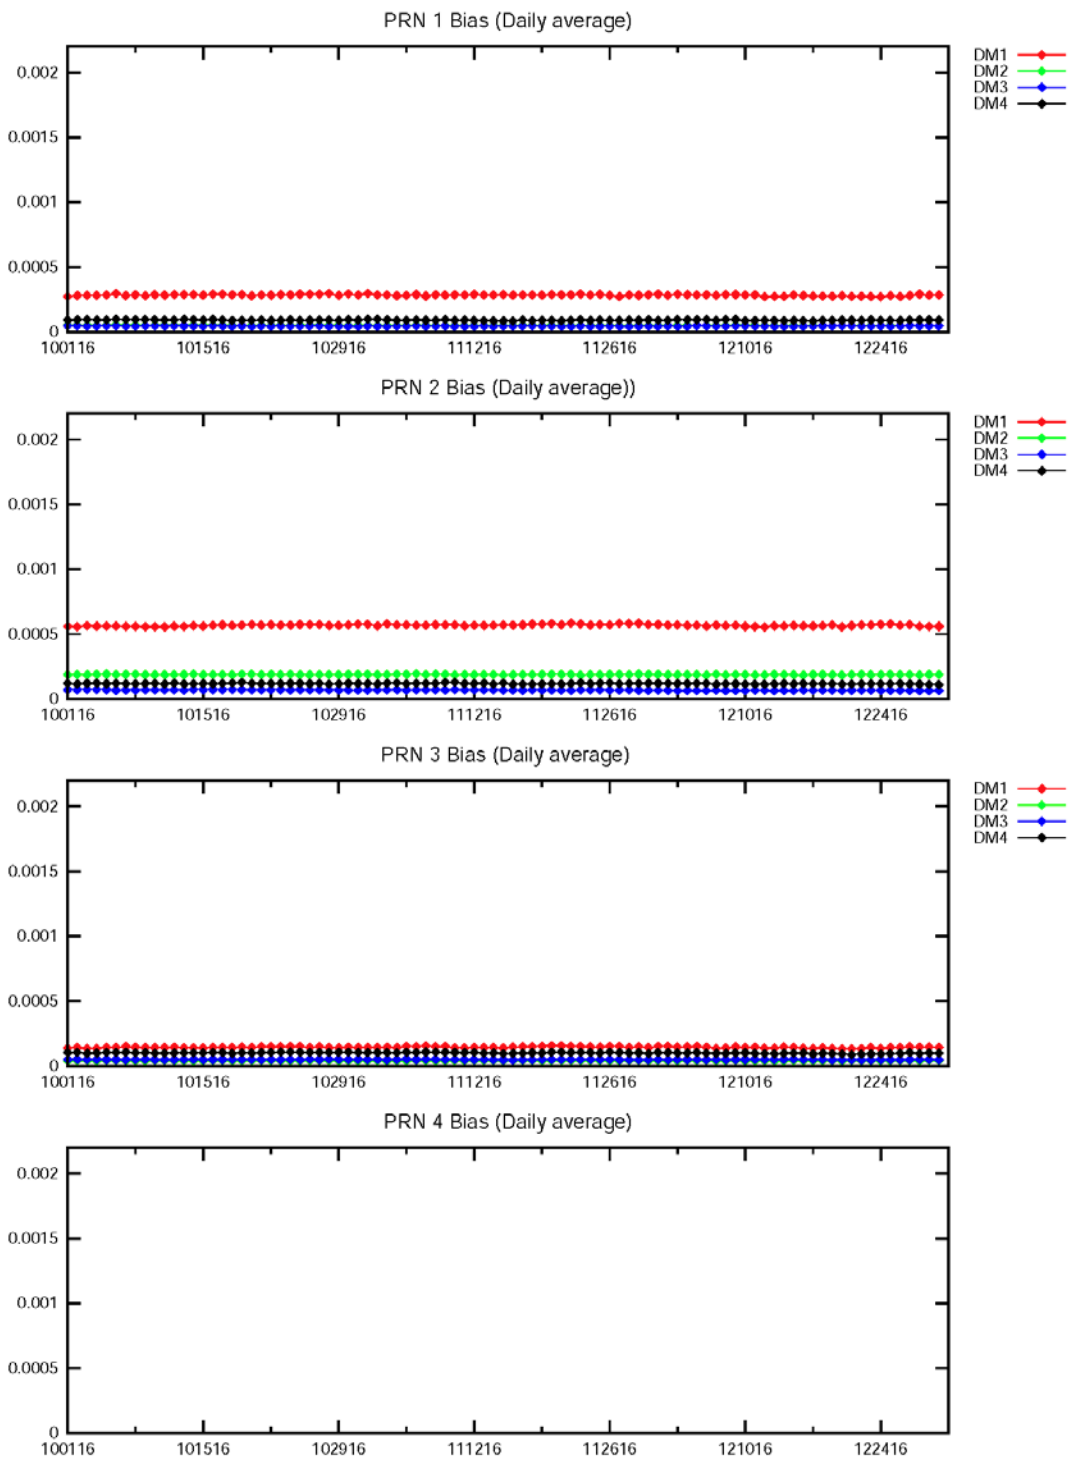 PRN 1 Bias (Daily average)
0.002
0.0015
0.001
0.0005
0
100116 101516 102916 111216 112616 121016 122416
DM1
DM2
DM3
DM4
PRN 2 Bias (Daily average))
0.002
0.0015
0.001
0.0005
0
100116 101516 102916 111216 112616 121016 122416
DM1
DM2
DM3
DM4
PRN 3 Bias (Daily average)
0.002
0.0015
0.001
0.0005
0
100116 101516 102916 111216 112616 121016 122416
DM1
DM2
DM3
DM4
PRN 4 Bias (Daily average)
0.002
0.0015
0.001
0.0005
0
100116 101516 102916 111216 112616 121016 122416